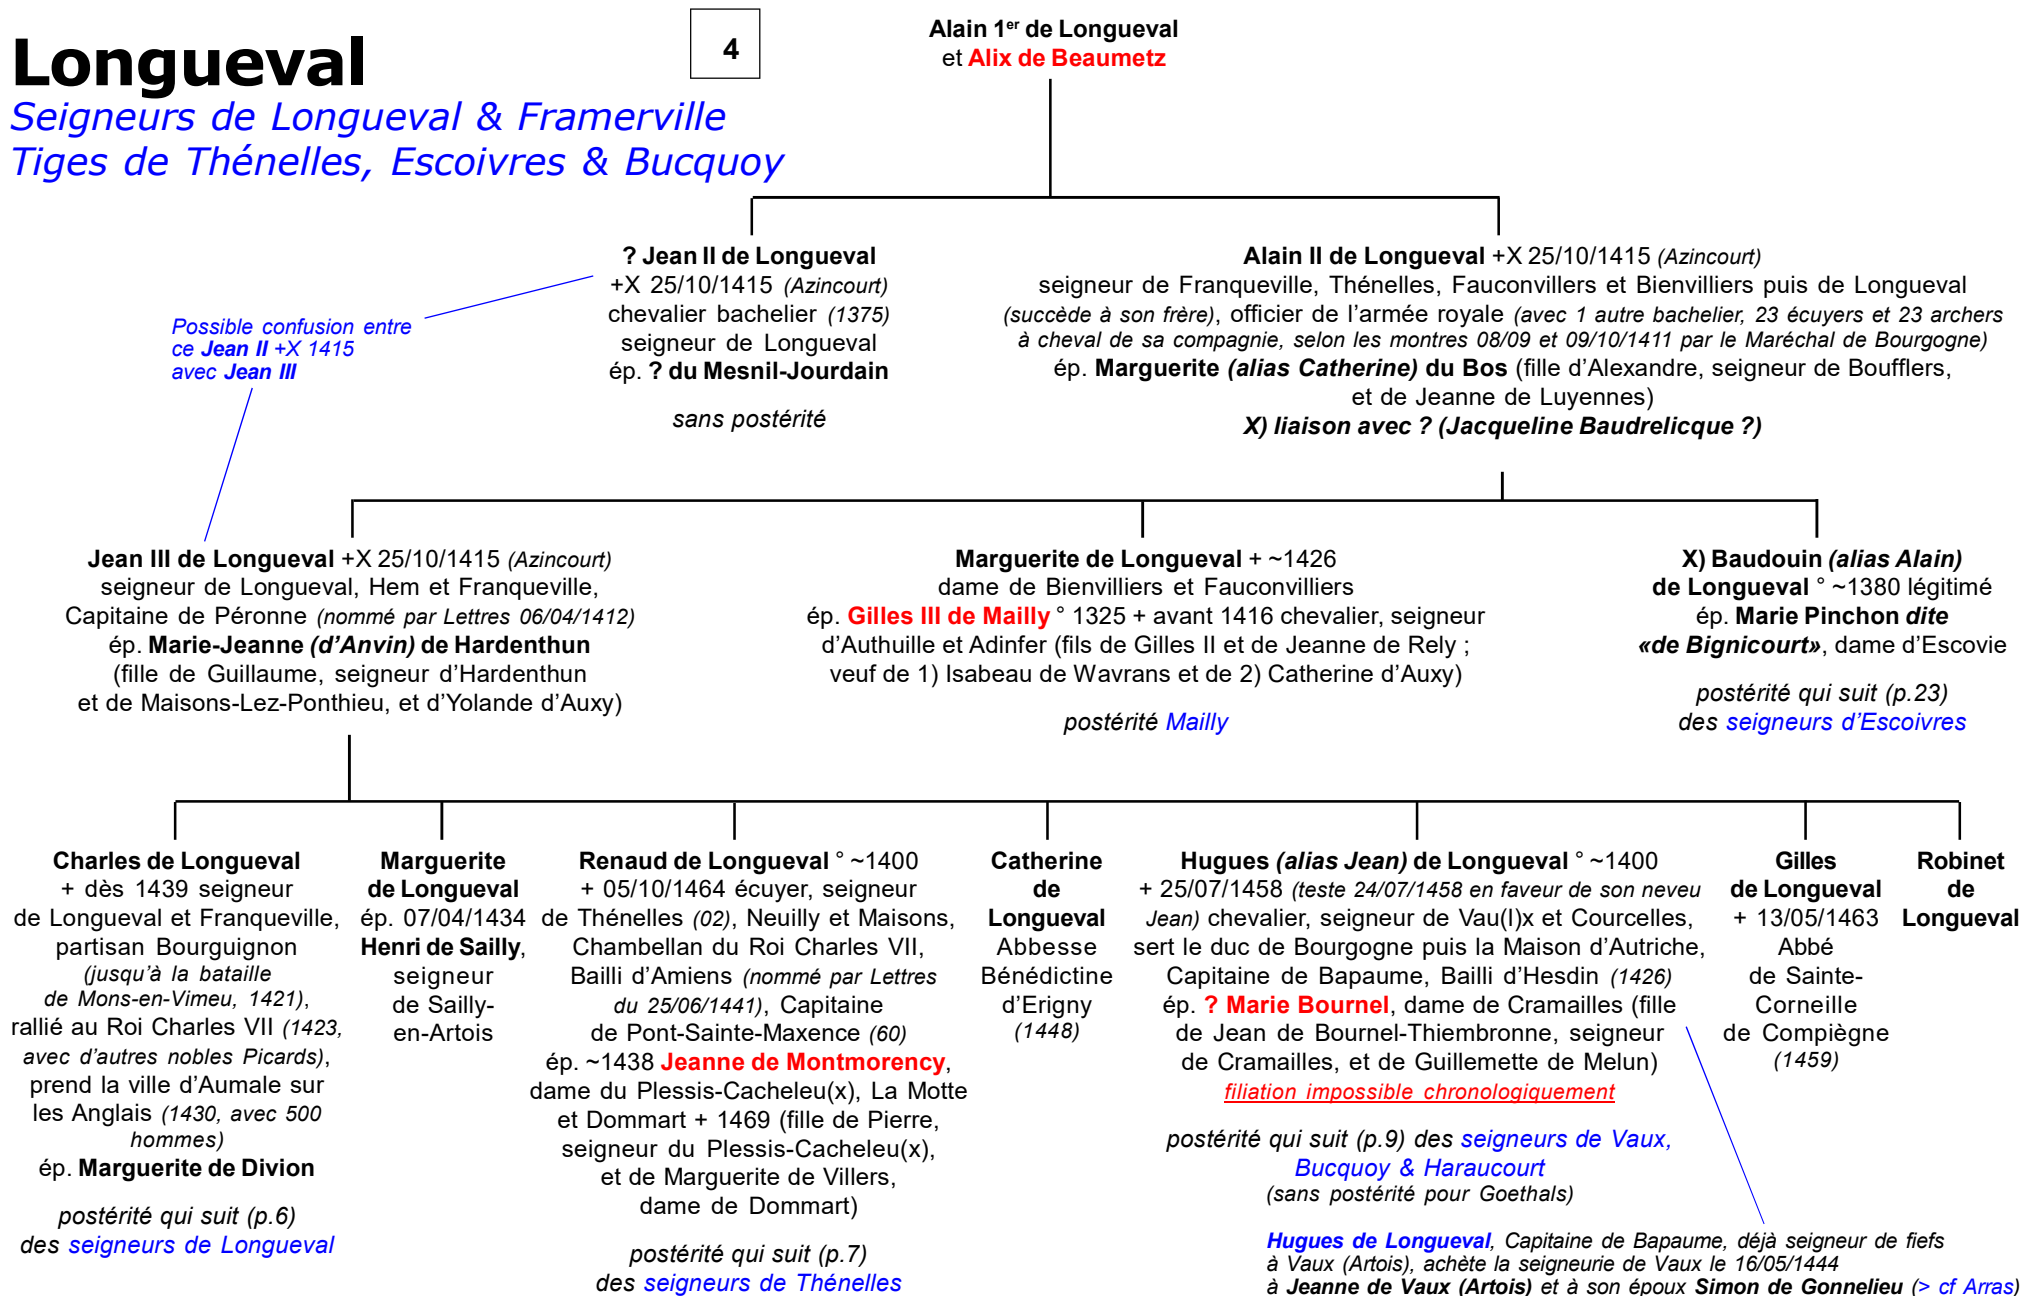 Longueval
Seigneurs de Longueval & Framerville
Tiges de Thénelles, Escoivres & Bucquoy
4
Alain 1er de Longueval
et Alix de Beaumetz
? Jean II de Longueval
+X 25/10/1415 (Azincourt)
chevalier bachelier (1375)
seigneur de Longueval
ép. ? du Mesnil-Jourdain
sans postérité
Alain II de Longueval +X 25/10/1415 (Azincourt)
seigneur de Franqueville, Thénelles, Fauconvillers et Bienvilliers puis de Longueval
(succède à son frère), officier de l'armée royale (avec 1 autre bachelier, 23 écuyers et 23 archers
à cheval de sa compagnie, selon les montres 08/09 et 09/10/1411 par le Maréchal de Bourgogne)
ép. Marguerite (alias Catherine) du Bos (fille d'Alexandre, seigneur de Boufflers,
et de Jeanne de Luyennes)
X) liaison avec ? (Jacqueline Baudrelicque ?)
Possible confusion entre
ce Jean II +X 1415
avec Jean III
Jean III de Longueval +X 25/10/1415 (Azincourt)
seigneur de Longueval, Hem et Franqueville,
Capitaine de Péronne (nommé par Lettres 06/04/1412)
ép. Marie-Jeanne (d'Anvin) de Hardenthun
(fille de Guillaume, seigneur d'Hardenthun
et de Maisons-Lez-Ponthieu, et d'Yolande d'Auxy)
Marguerite de Longueval + ~1426
dame de Bienvilliers et Fauconvilliers
ép. Gilles III de Mailly ° 1325 + avant 1416 chevalier, seigneur
d'Authuille et Adinfer (fils de Gilles II et de Jeanne de Rely ;
veuf de 1) Isabeau de Wavrans et de 2) Catherine d'Auxy)
postérité Mailly
X) Baudouin (alias Alain)
de Longueval ° ~1380 légitimé
ép. Marie Pinchon dite
«de Bignicourt», dame d'Escovie
postérité qui suit (p.23)
des seigneurs d'Escoivres
Charles de Longueval
+ dès 1439 seigneur
de Longueval et Franqueville,
partisan Bourguignon
(jusqu'à la bataille
de Mons-en-Vimeu, 1421),
rallié au Roi Charles VII (1423,
avec d'autres nobles Picards),
prend la ville d'Aumale sur
les Anglais (1430, avec 500
hommes)
ép. Marguerite de Divion
postérité qui suit (p.6)
des seigneurs de Longueval
Marguerite
de Longueval
ép. 07/04/1434
Henri de Sailly,
seigneur
de Sailly-
en-Artois
Renaud de Longueval ° ~1400
+ 05/10/1464 écuyer, seigneur
de Thénelles (02), Neuilly et Maisons,
Chambellan du Roi Charles VII,
Bailli d'Amiens (nommé par Lettres
du 25/06/1441), Capitaine
de Pont-Sainte-Maxence (60)
ép. ~1438 Jeanne de Montmorency,
dame du Plessis-Cacheleu(x), La Motte
et Dommart + 1469 (fille de Pierre,
seigneur du Plessis-Cacheleu(x),
et de Marguerite de Villers,
dame de Dommart)
postérité qui suit (p.7)
des seigneurs de Thénelles
Catherine
de
Longueval
Abbesse
Bénédictine
d'Erigny
(1448)
Hugues (alias Jean) de Longueval ° ~1400
+ 25/07/1458 (teste 24/07/1458 en faveur de son neveu
Jean) chevalier, seigneur de Vau(l)x et Courcelles,
sert le duc de Bourgogne puis la Maison d'Autriche,
Capitaine de Bapaume, Bailli d'Hesdin (1426)
ép. ? Marie Bournel, dame de Cramailles (fille
de Jean de Bournel-Thiembronne, seigneur
de Cramailles, et de Guillemette de Melun)
filiation impossible chronologiquement
postérité qui suit (p.9) des seigneurs de Vaux,
Bucquoy & Haraucourt
(sans postérité pour Goethals)
Gilles
de Longueval
+ 13/05/1463
Abbé
de Sainte-
Corneille
de Compiègne
(1459)
Robinet
de
Longueval
Hugues de Longueval, Capitaine de Bapaume, déjà seigneur de fiefs
à Vaux (Artois), achète la seigneurie de Vaux le 16/05/1444
à Jeanne de Vaux (Artois) et à son époux Simon de Gonnelieu (> cf Arras)